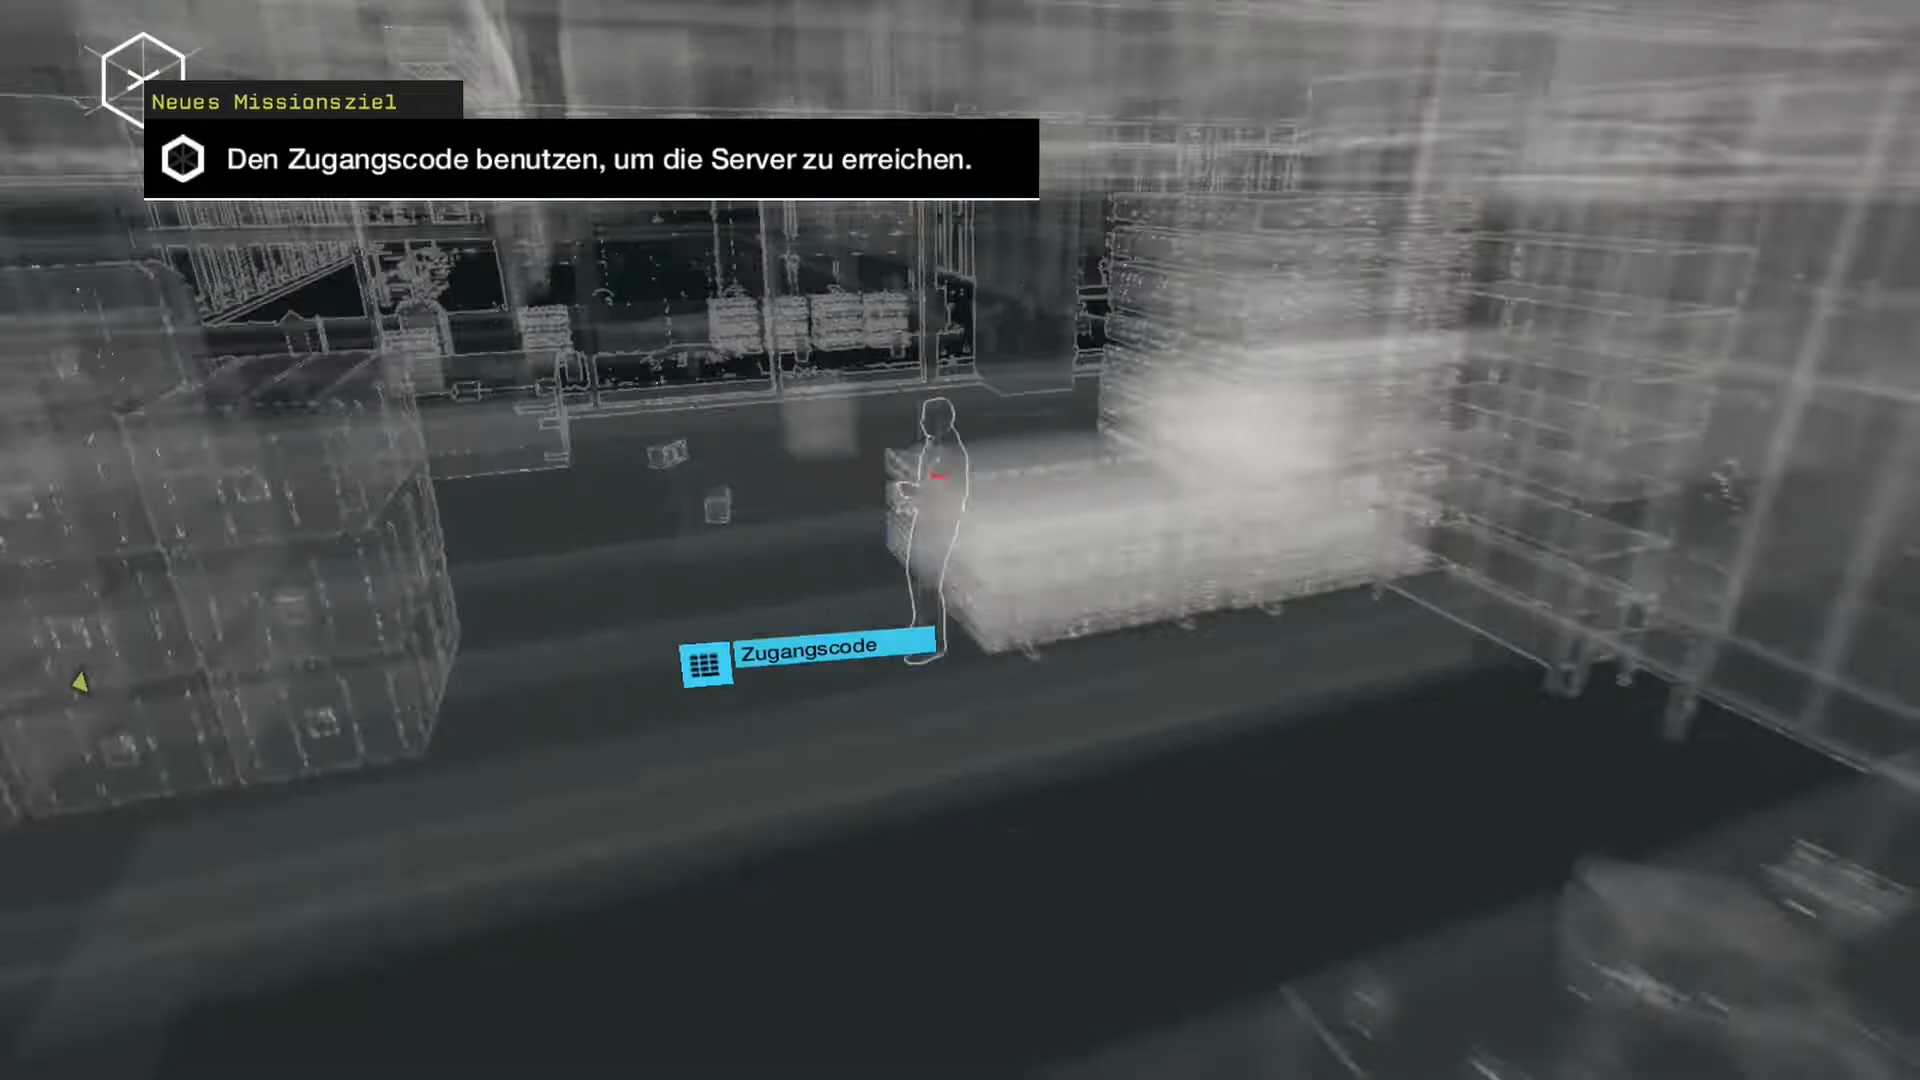 Neues Missionsziel
Den Zugangscode benutzen, um die Server zu erreichen.
Zugangscode